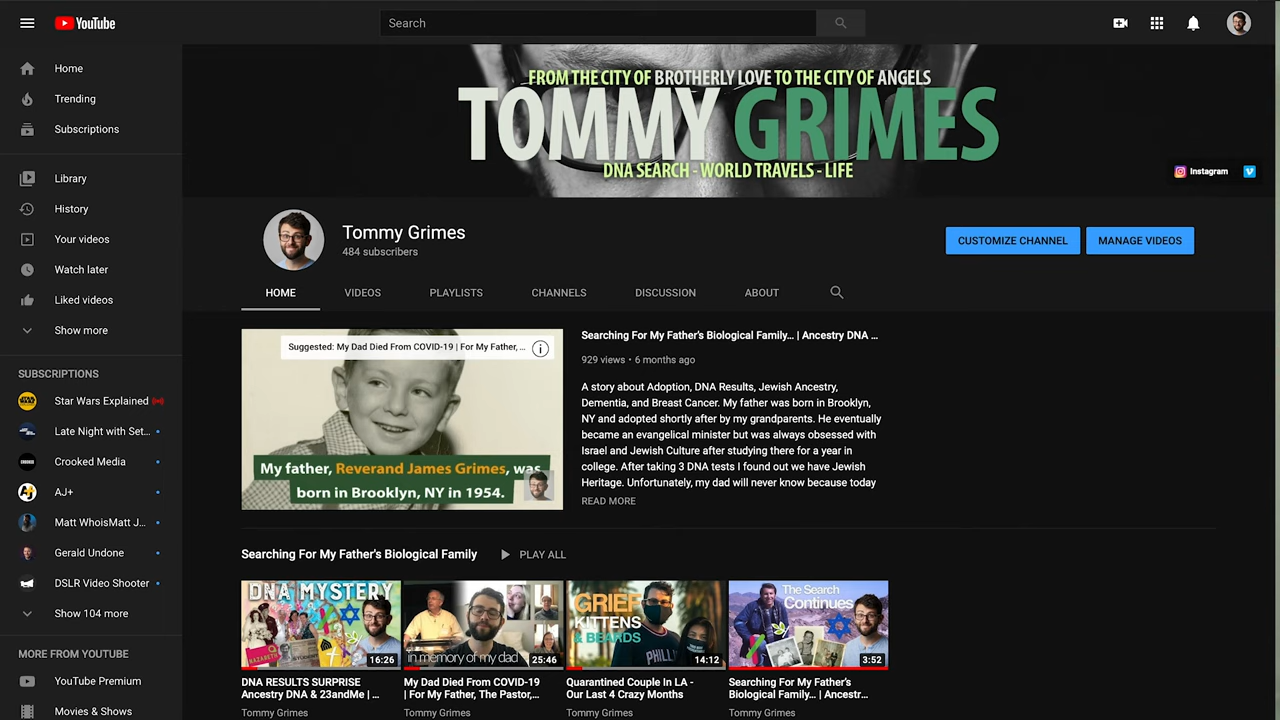 YouTube
Search
Home
Trending
Subscriptions
Library
History
Your videos
Watch later
Liked videos
Show more
SUBSCRIPTIONS
Star Wars Explained
Late Night with Set...
Crooked Media
AJ+
Matt WhoisMatt J...
Gerald Undone
DSLR Video Shooter
Show 104 more
MORE FROM YOUTUBE
YouTube Premium
Movies & Shows
FROM THE CITY OF BROTHERLY LOVE TO THE CITY OF ANGELS
TOMMY GRIMES
DNA SEARCH - WORLD TRAVELS - LIFE
Instagram
Tommy Grimes
484 subscribers
CUSTOMIZE CHANNEL
MANAGE VIDEOS
HOME VIDEOS PLAYLISTS CHANNELS DISCUSSION ABOUT
Suggested: My Dad Died From COVID-19 | For My Father, ...
My father, Reverand James Grimes, was
born in Brooklyn, NY in 1954.
Searching For My Father's Biological Family... | Ancestry DNA ...
929 views • 6 months ago
A story about Adoption, DNA Results, Jewish Ancestry,
Dementia, and Breast Cancer. My father was born in Brooklyn,
NY and adopted shortly after by my grandparents. He eventually
became an evangelical minister but was always obsessed with
Israel and Jewish Culture after studying there for a year in
college. After taking 3 DNA tests I found out we have Jewish
Heritage. Unfortunately, my dad will never know because today
READ MORE
Searching For My Father's Biological Family
PLAY ALL
DNA MYSTERY
NAZARETH
16:26
DNA RESULTS SURPRISE
Ancestry DNA & 23andMe | ...
Tommy Grimes
in memory of my dad
25:46
My Dad Died From COVID-19
| For My Father, The Pastor,...
Tommy Grimes
GRIEF
KITTENS
& BEARDS
PHILL
14:12
Quarantined Couple In LA -
Our Last 4 Crazy Months
Tommy Grimes
The Search
Continues
3:52
Searching For My Father's
Biological Family... | Ancestr...
Tommy Grimes